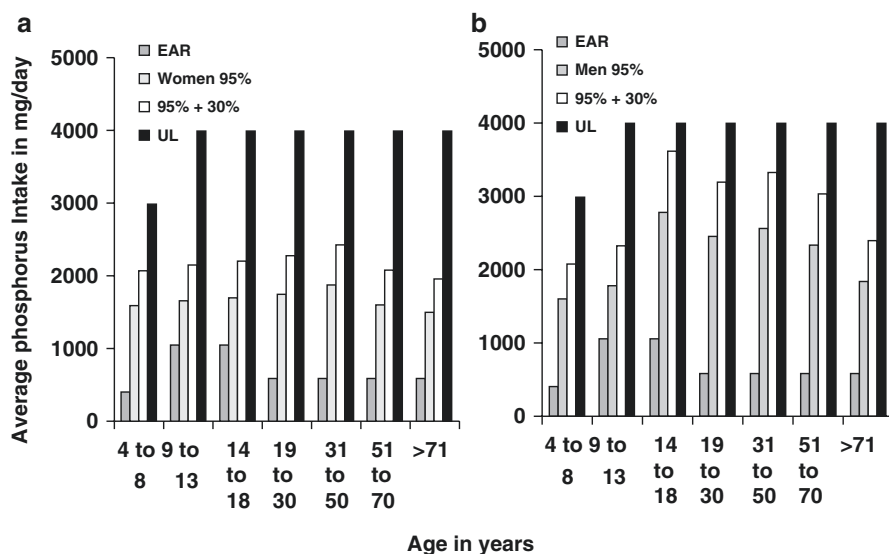 a
Average phosphorus Intake in mg/day
5000
4000
3000
2000
1000
0
EAR
Women 95%
95% + 30%
UL
4 to 9 to 14 19 31 51 >71
8 13 to to to to
18 30 50 70
b
5000
4000
3000
2000
1000
0
EAR
Men 95%
95% + 30%
UL
4 to 9 to 14 19 31 51 >71
8 13 to to to to
18 30 50 70
Age in years